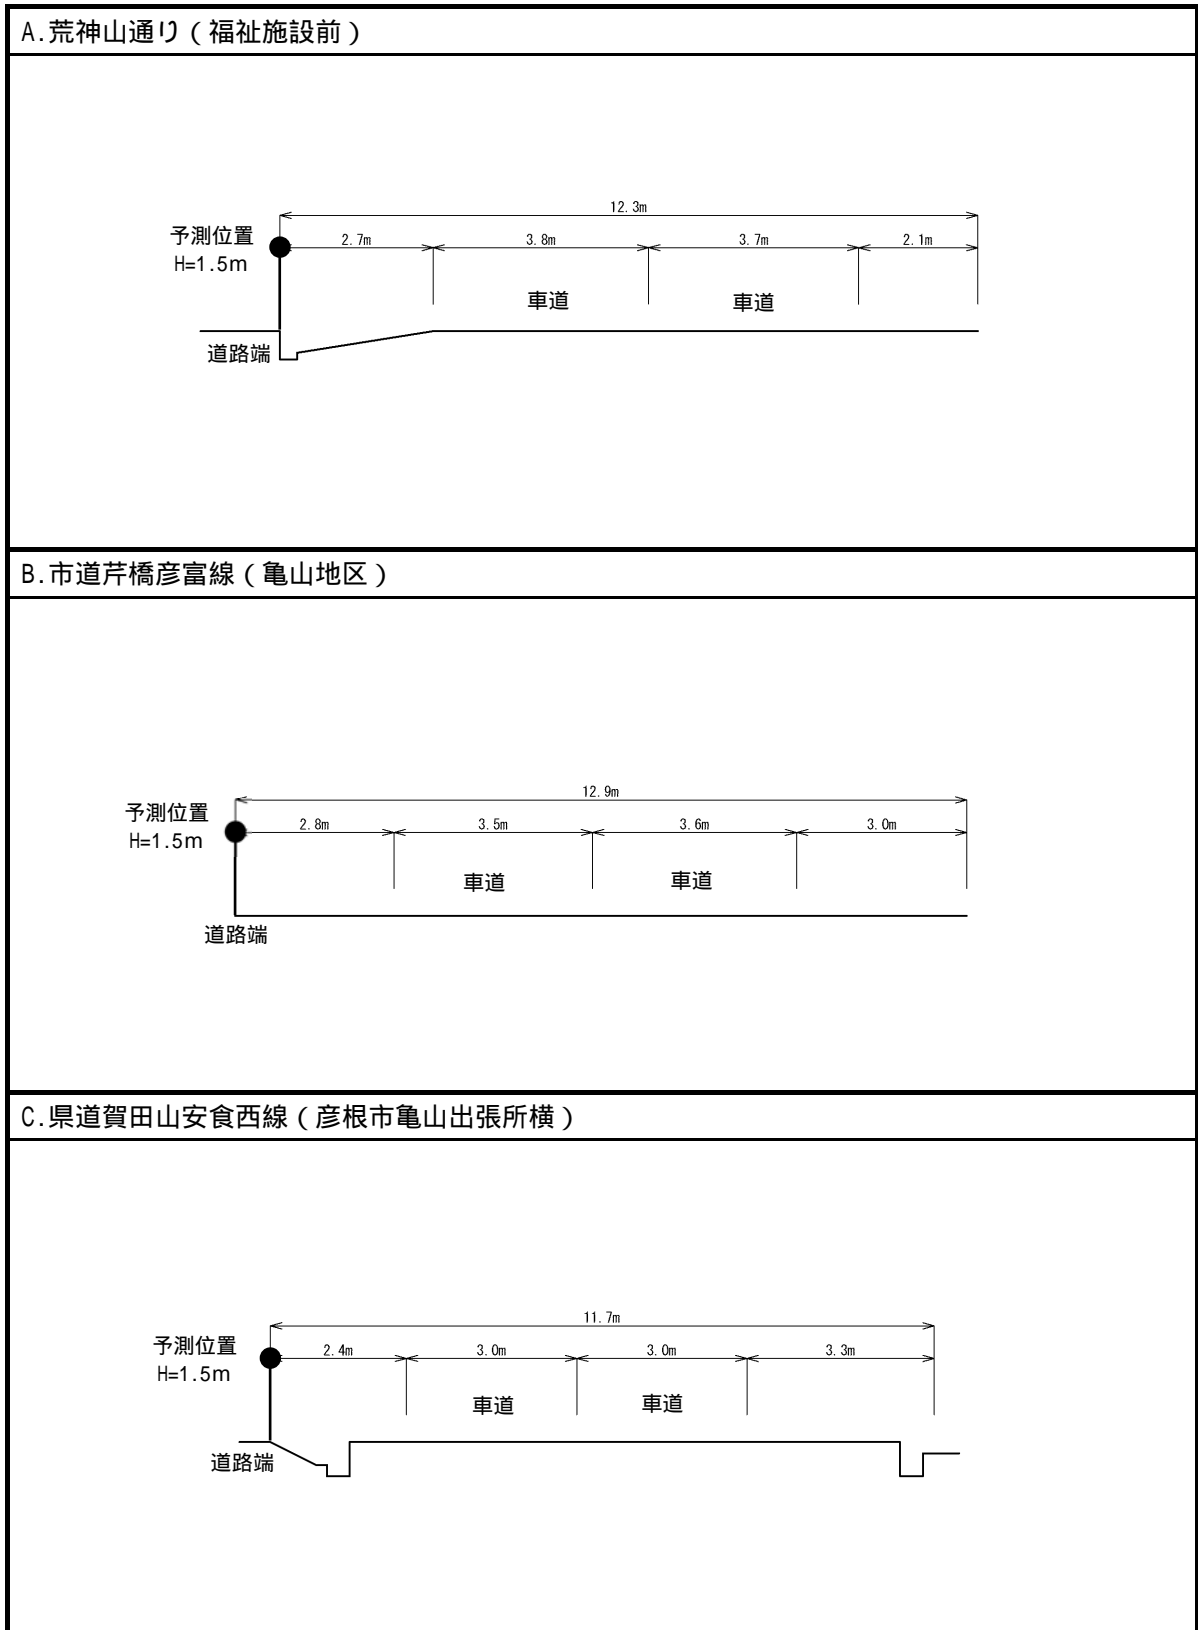 A.荒神山通り（福祉施設前）
12.3m
予測位置
H=1.5m
2.7m 3.8m 3.7m 2.1m
車道 車道
道路端
B.市道芹橋彦富線（亀山地区）
12.9m
予測位置
H=1.5m
2.8m 3.5m 3.6m 3.0m
車道 車道
道路端
C.県道賀田山安食西線（彦根市亀山出張所横）
11.7m
予測位置
H=1.5m
2.4m 3.0m 3.0m 3.3m
車道 車道
道路端